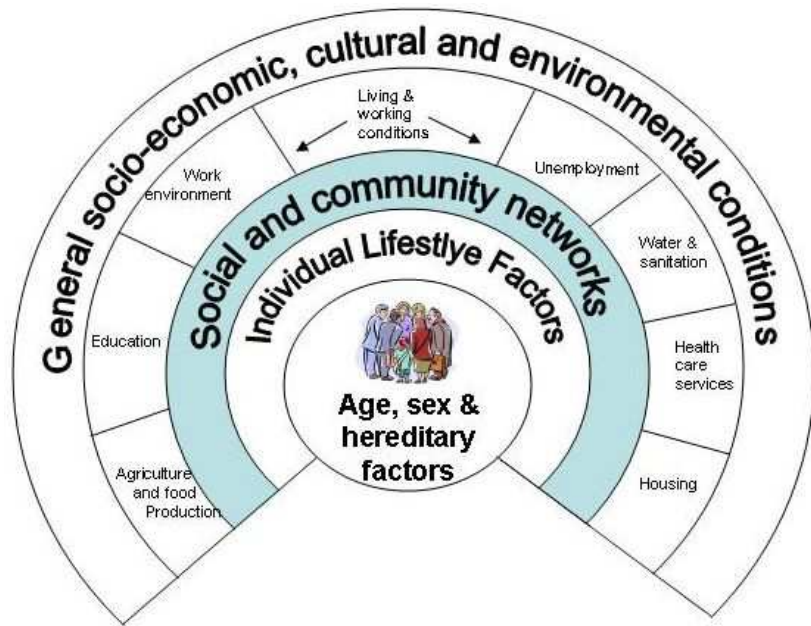 General socio-economic, cultural and environmental conditions
Living &
working
conditions
Work
environment
Unemployment
Water &
sanitation
Education
Health
care
services
Agriculture
and food
Production
Housing
Social and community networks
Individual Lifestlye Factors
Age, sex &
hereditary
factors